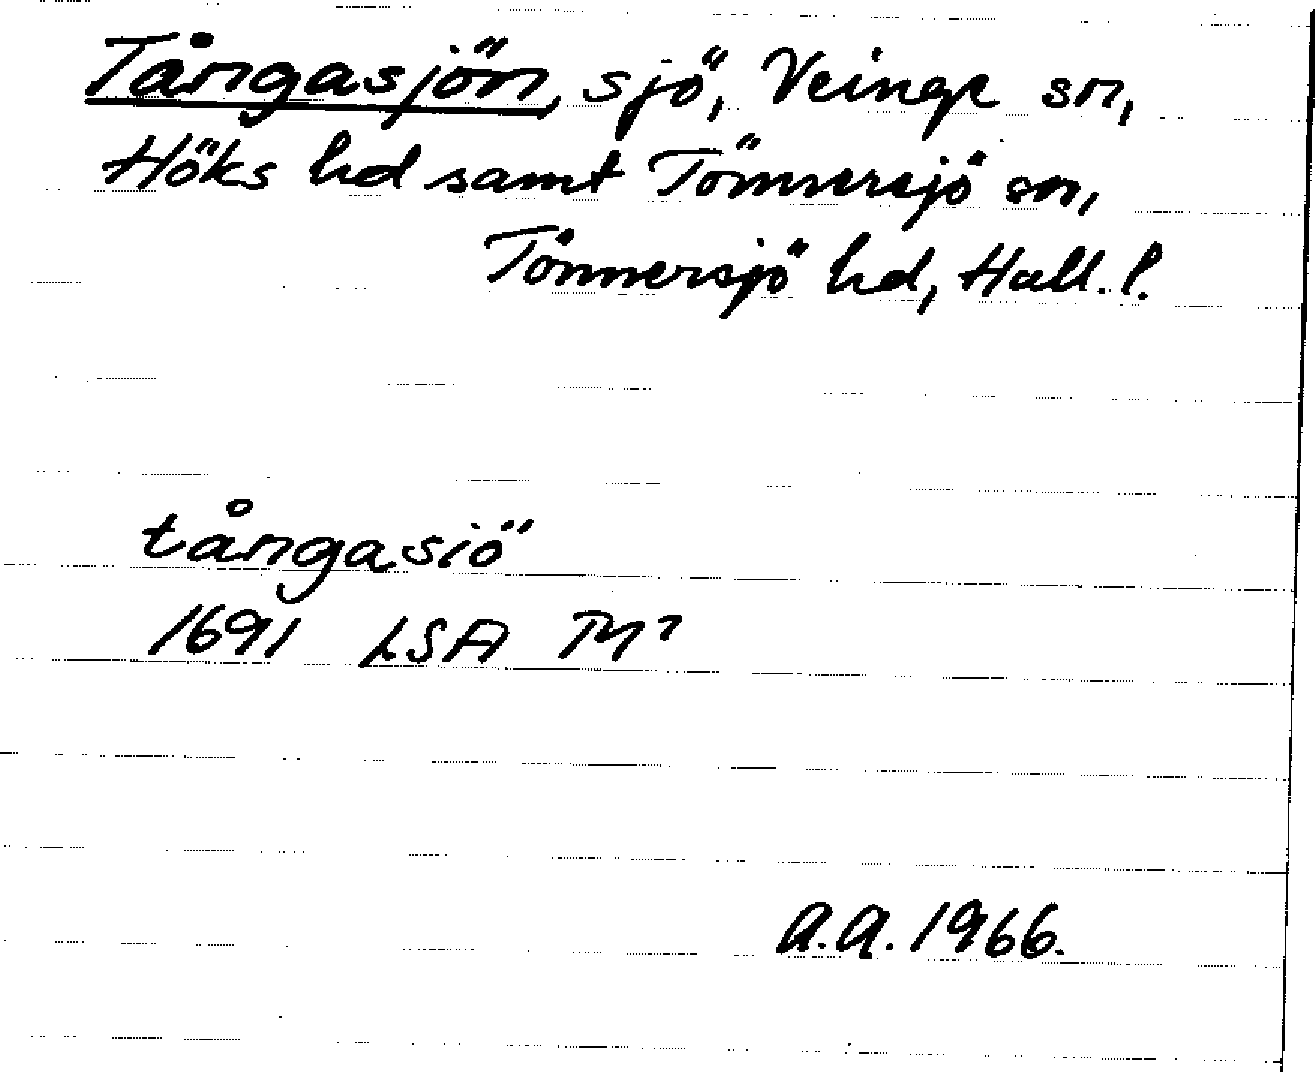 Tångasjön, sjö, Veinge sn,
Höks hd samt Tönnersjö sn,
Tönnersjö hd, Hall. l.
tångasiö
1691 LSA M7
a.a. 1966.